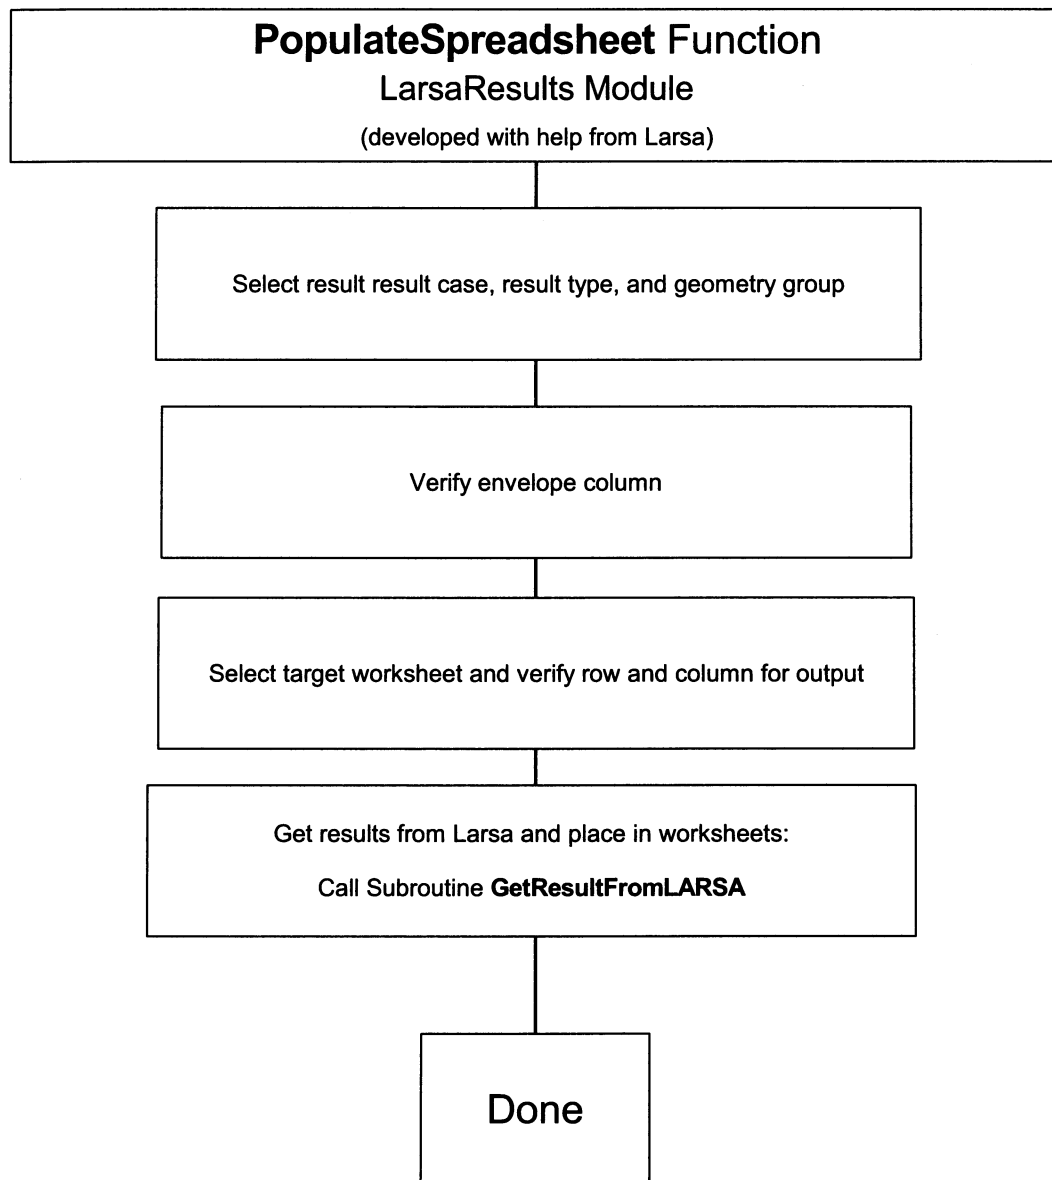 PopulateSpreadsheet Function
LarsaResults Module
(developed with help from Larsa)
Select result result case, result type, and geometry group
Verify envelope column
Select target worksheet and verify row and column for output
Get results from Larsa and place in worksheets:
Call Subroutine GetResultFromLARSA
Done